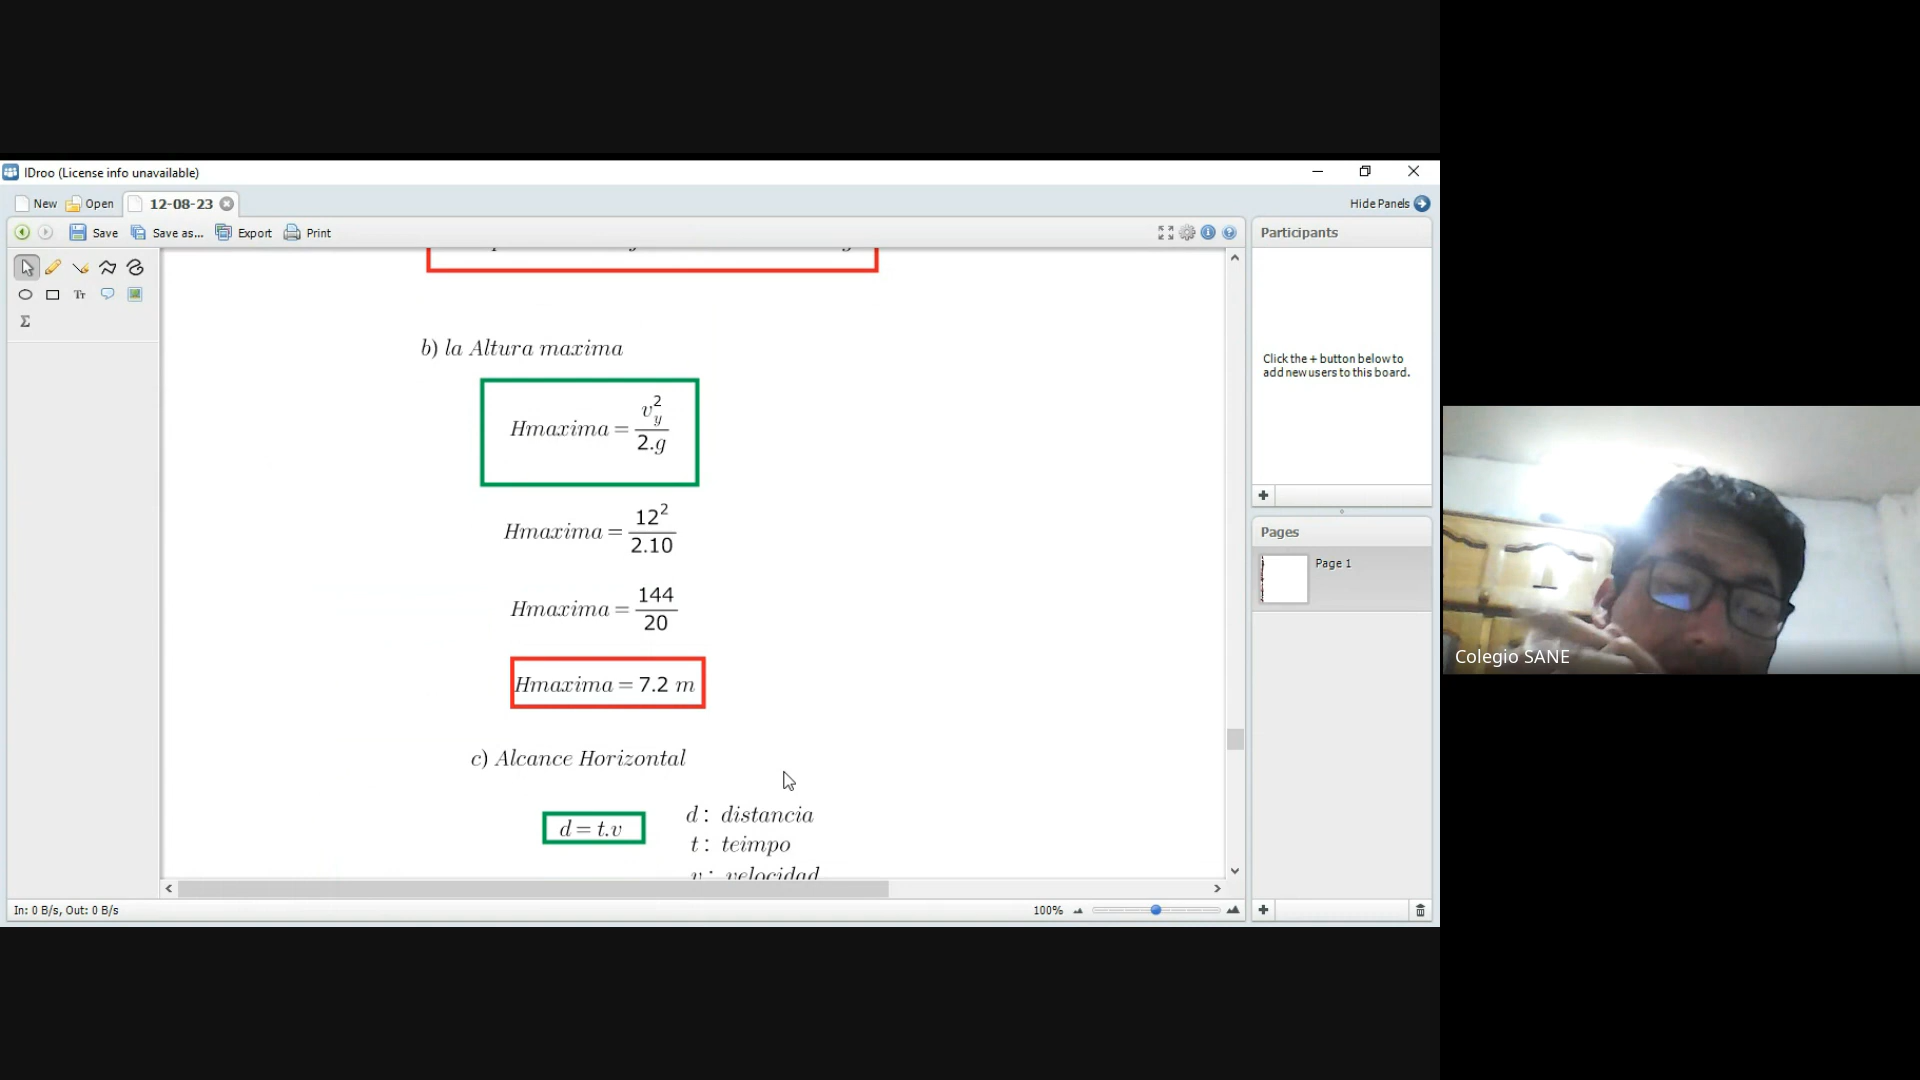 IDroo (License info unavailable)
New Open 12-08-23 Hide Panels
Save Save as... Export Print
Participants
Click the + button below to
add new users to this board.
Pages
Page 1
b) la Altura maxima
Hmaxima = v_y^2 / 2.g
Hmaxima = 12^2 / 2.10
Hmaxima = 144 / 20
Hmaxima = 7.2 m
c) Alcance Horizontal
d = t.v
d : distancia
t : teimpo
v : velocidad
In: 0 B/s, Out: 0 B/s
100%
Colegio SANE